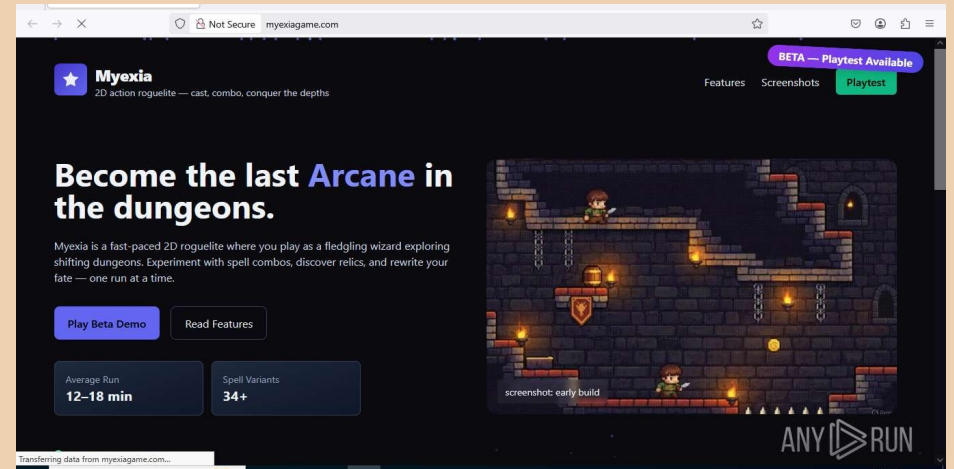 Not Secure myexiagame.com
BETA — Playtest Available
Myexia
2D action roguelite — cast, combo, conquer the depths
Features Screenshots Playtest
Become the last Arcane in
the dungeons.
Myexia is a fast-paced 2D roguelite where you play as a fledgling wizard exploring
shifting dungeons. Experiment with spell combos, discover relics, and rewrite your
fate — one run at a time.
Play Beta Demo Read Features
Average Run
12–18 min
Spell Variants
34+
screenshot: early build
ANY RUN
Transferring data from myexiagame.com...